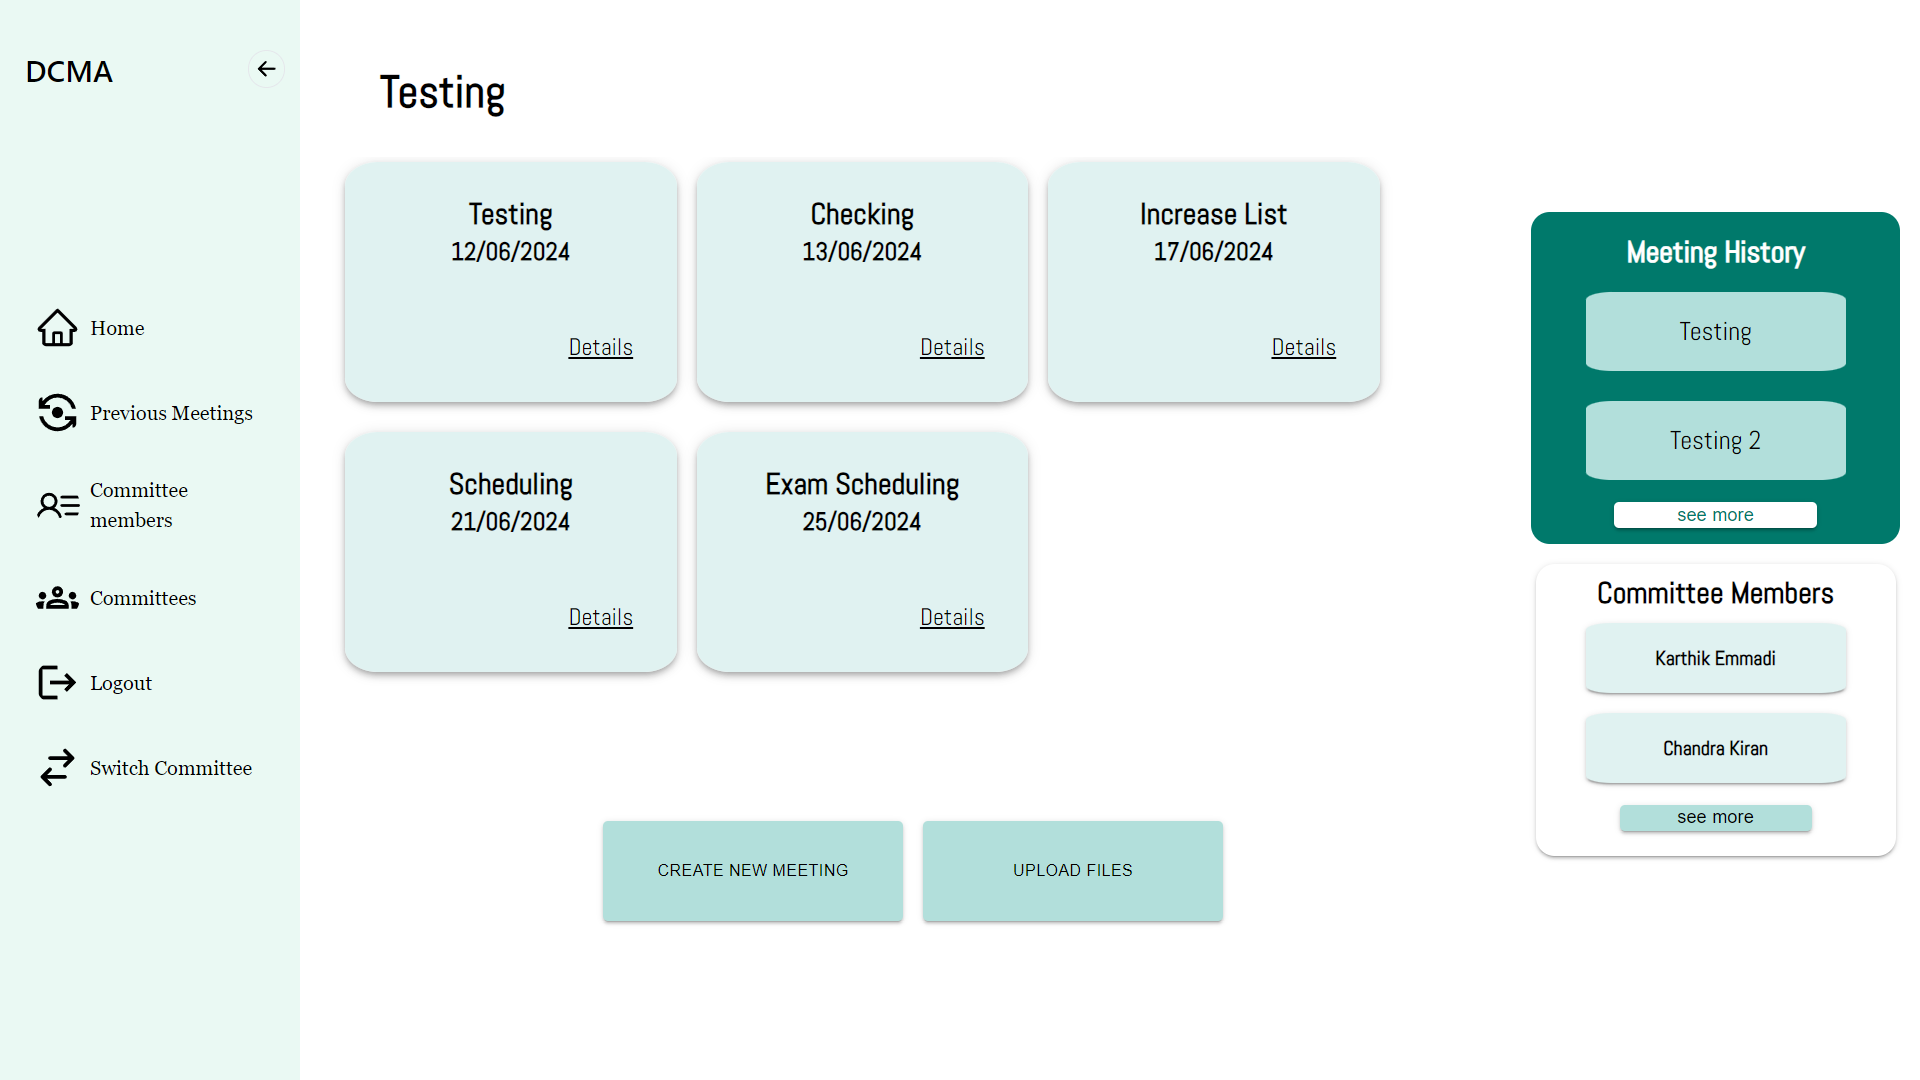 DCMA
Home
Previous Meetings
Committee
members
Committees
Logout
Switch Committee
Testing
Testing
12/06/2024
Details
Checking
13/06/2024
Details
Increase List
17/06/2024
Details
Scheduling
21/06/2024
Details
Exam Scheduling
25/06/2024
Details
CREATE NEW MEETING
UPLOAD FILES
Meeting History
Testing
Testing 2
see more
Committee Members
Karthik Emmadi
Chandra Kiran
see more